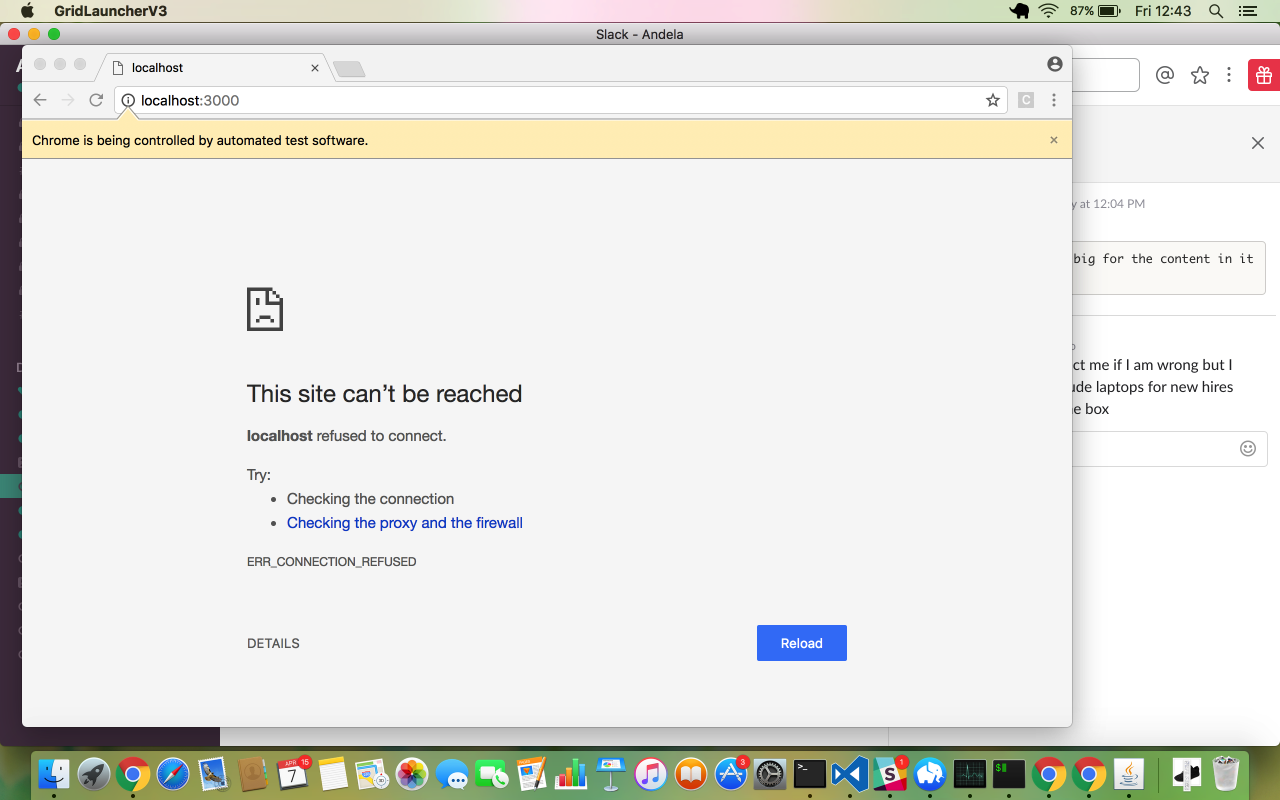 GridLauncherV3
87%
Fri 12:43
Slack - Andela
localhost
localhost:3000
C
Chrome is being controlled by automated test software.
at 12:04 PM
big for the content in it
This site can’t be reached
localhost refused to connect.
Try:
Checking the connection
Checking the proxy and the firewall
ERR_CONNECTION_REFUSED
DETAILS
Reload
me if I am wrong but I
laptops for new hires
box
APR 15
7
3
1